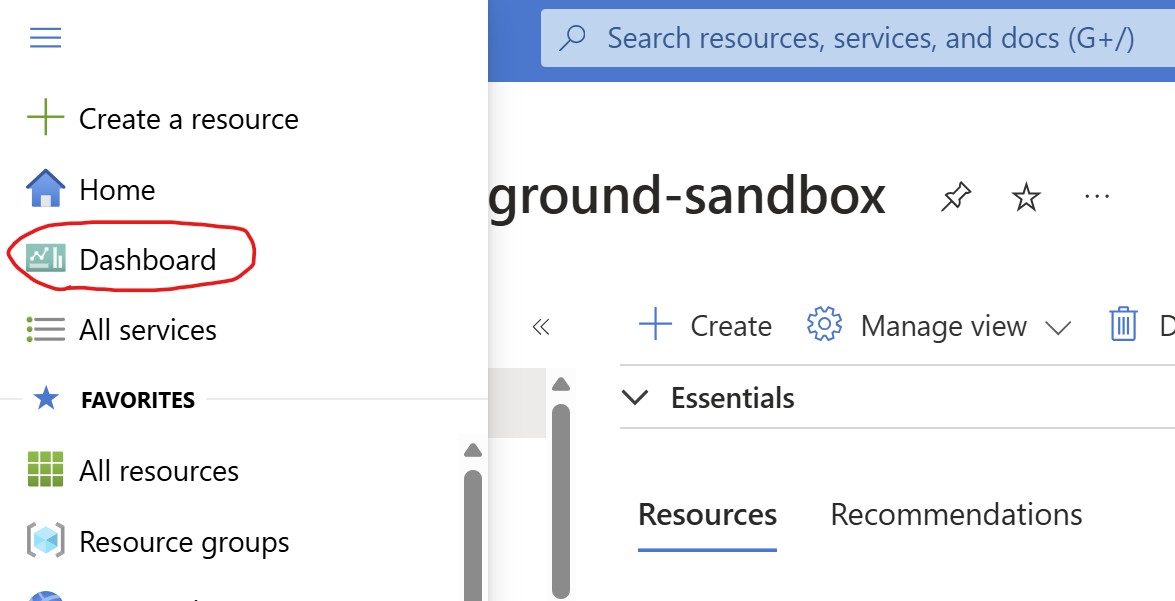 Search resources, services, and docs (G+/)
Create a resource
Home
Dashboard
All services
FAVORITES
All resources
Resource groups
ground-sandbox
Create
Manage view
D
Essentials
Resources
Recommendations